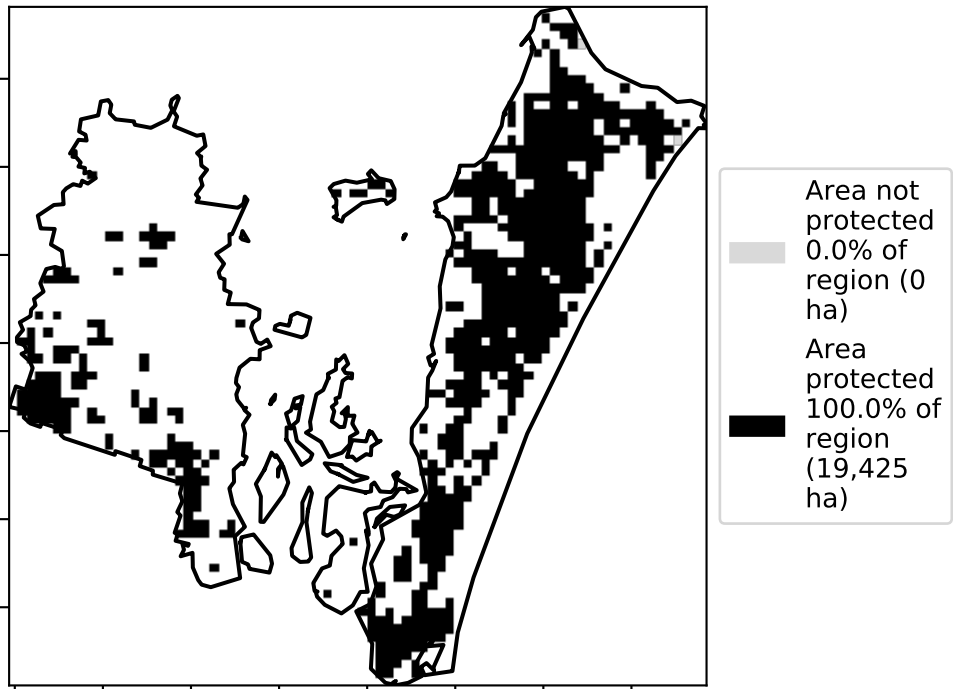 Area not
protected
0.0% of
region (0
ha)
Area
protected
100.0% of
region
(19,425
ha)